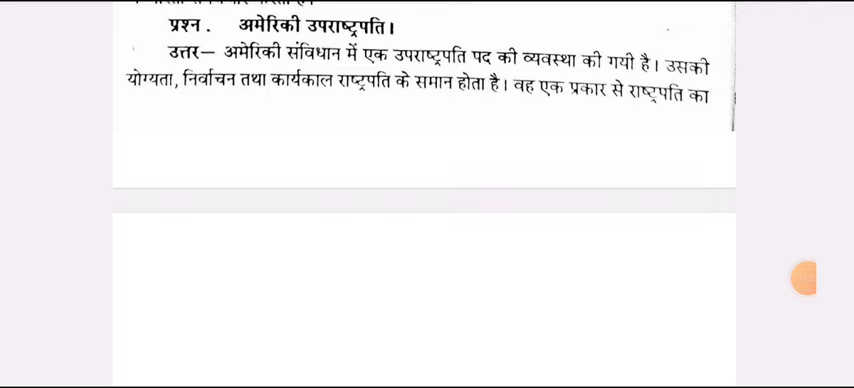 प्रश्न . अमेरिकी उपराष्ट्रपति।
उत्तर— अमेरिकी संविधान में एक उपराष्ट्रपति पद की व्यवस्था की गयी है। उसकी
योग्यता, निर्वाचन तथा कार्यकाल राष्ट्रपति के समान होता है। वह एक प्रकार से राष्ट्रपति का